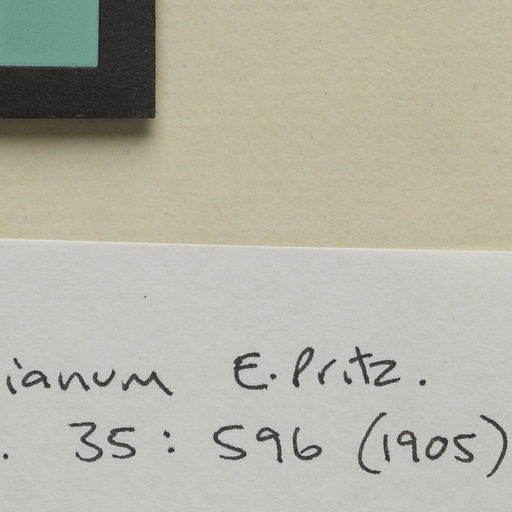 ianum E. Pritz.
. 35 : 596 (1905)